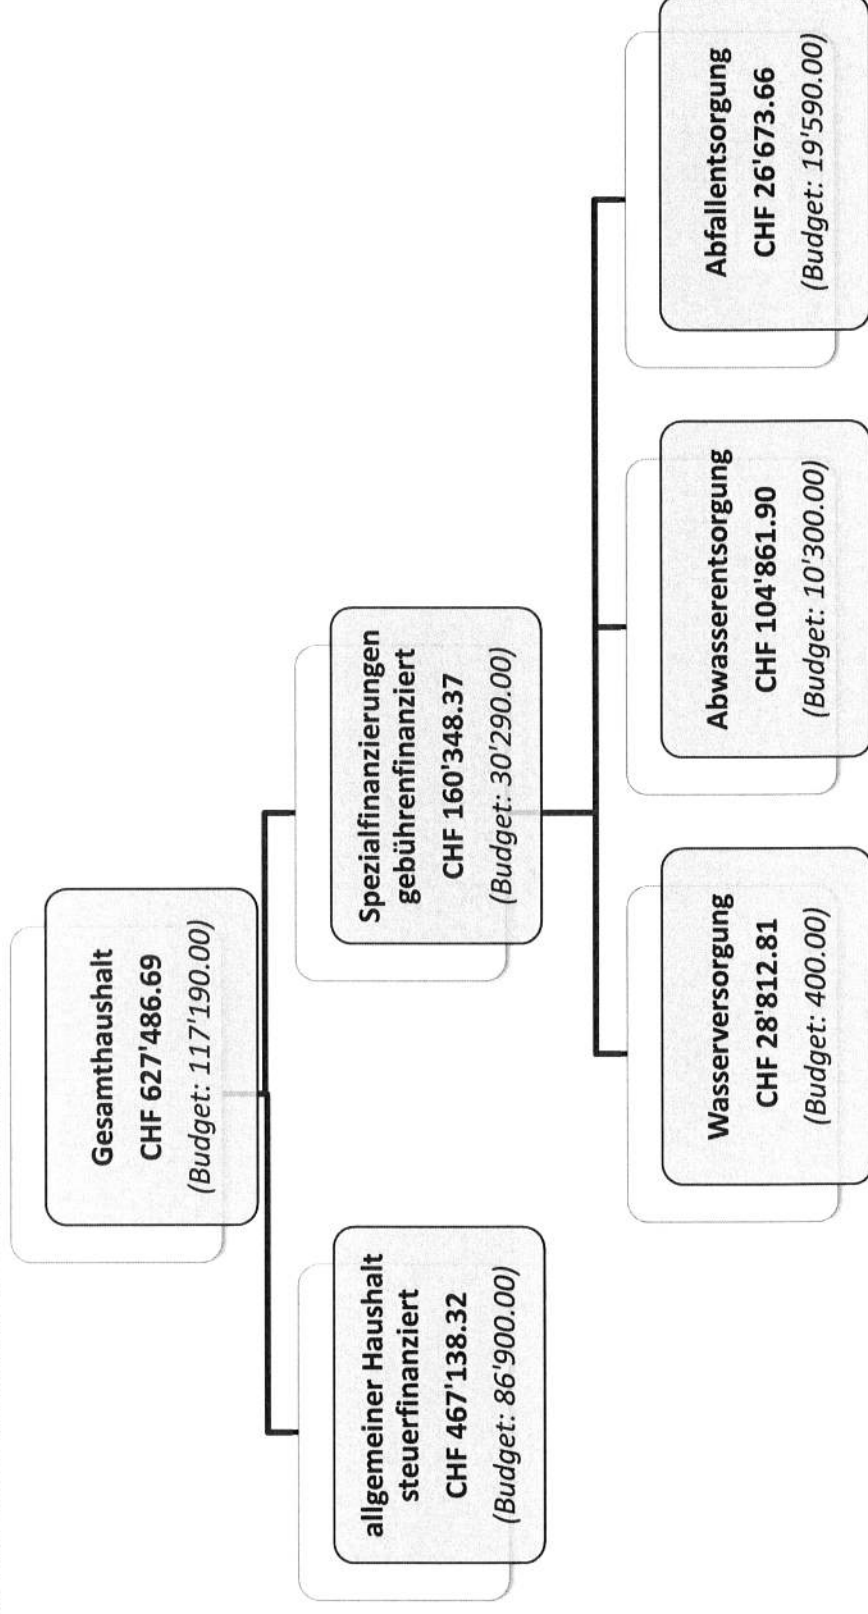 Gesamthaushalt
CHF 627'486.69
(Budget: 117'190.00)
allgemeiner Haushalt
steuerfinanziert
CHF 467'138.32
(Budget: 86'900.00)
Spezialfinanzierungen
gebührenfinanziert
CHF 160'348.37
(Budget: 30'290.00)
Wasserversorgung
CHF 28'812.81
(Budget: 400.00)
Abwasserentsorgung
CHF 104'861.90
(Budget: 10'300.00)
Abfallentsorgung
CHF 26'673.66
(Budget: 19'590.00)